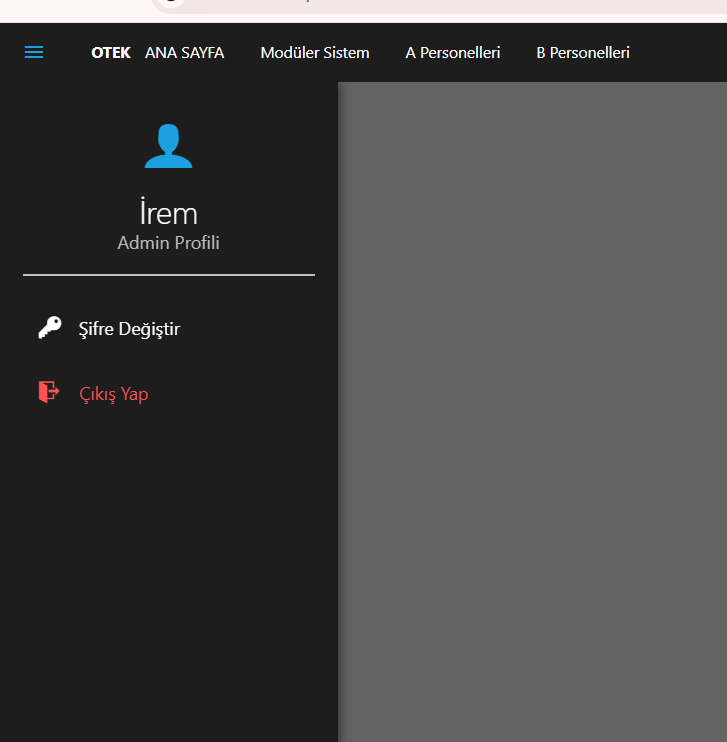 OTEK ANA SAYFA Modüler Sistem A Personelleri B Personelleri
İrem
Admin Profili
Şifre Değiştir
Çıkış Yap